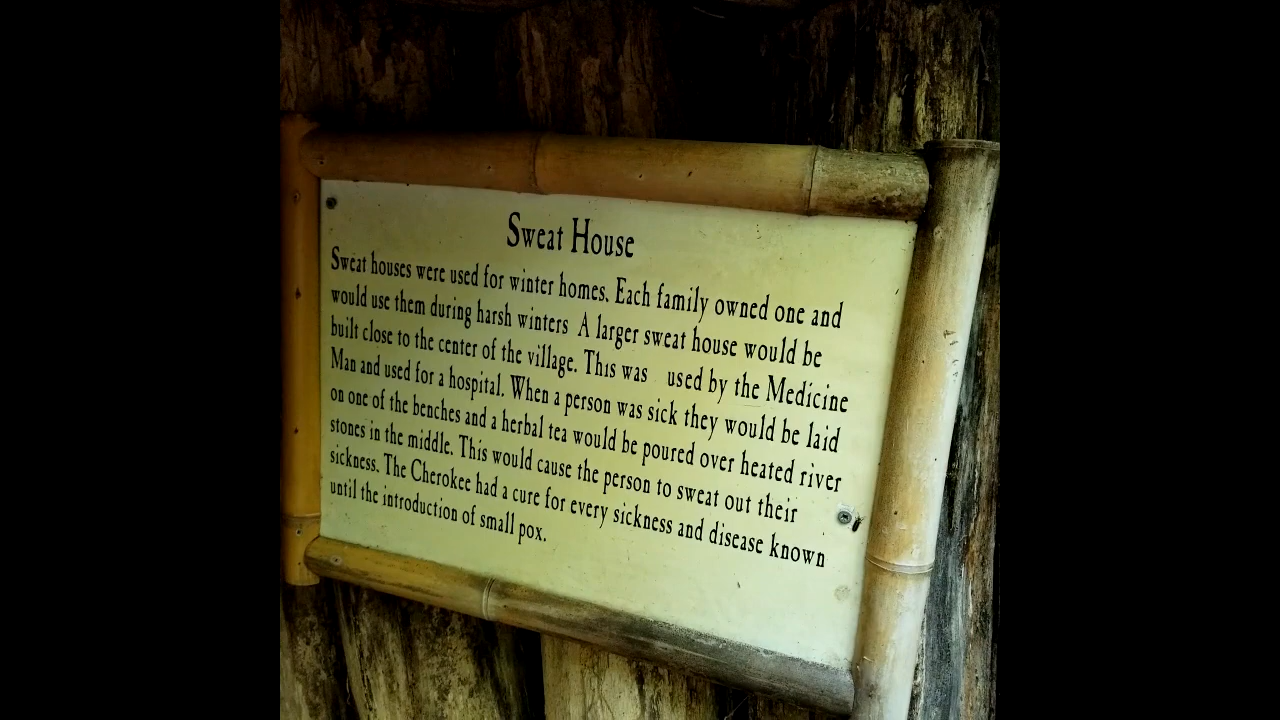 Sweat House
Sweat houses were used for winter homes. Each family owned one and
would use them during harsh winters A larger sweat house would be
built close to the center of the village. This was used by the Medicine
Man and used for a hospital. When a person was sick they would be laid
on one of the benches and a herbal tea would be poured over heated river
stones in the middle. This would cause the person to sweat out their
sickness. The Cherokee had a cure for every sickness and disease known
until the introduction of small pox.